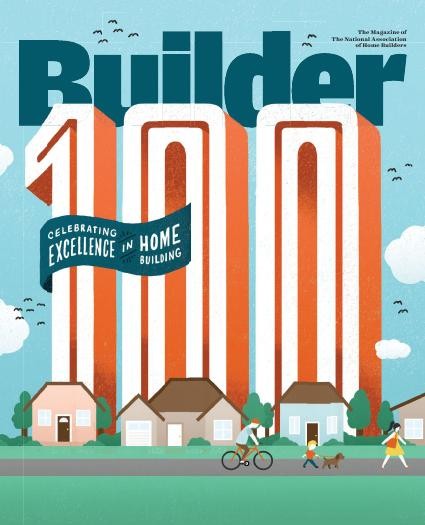 Builder
The Magazine of
The National Association
of Home Builders
100
CELEBRATING
EXCELLENCE IN HOME
BUILDING